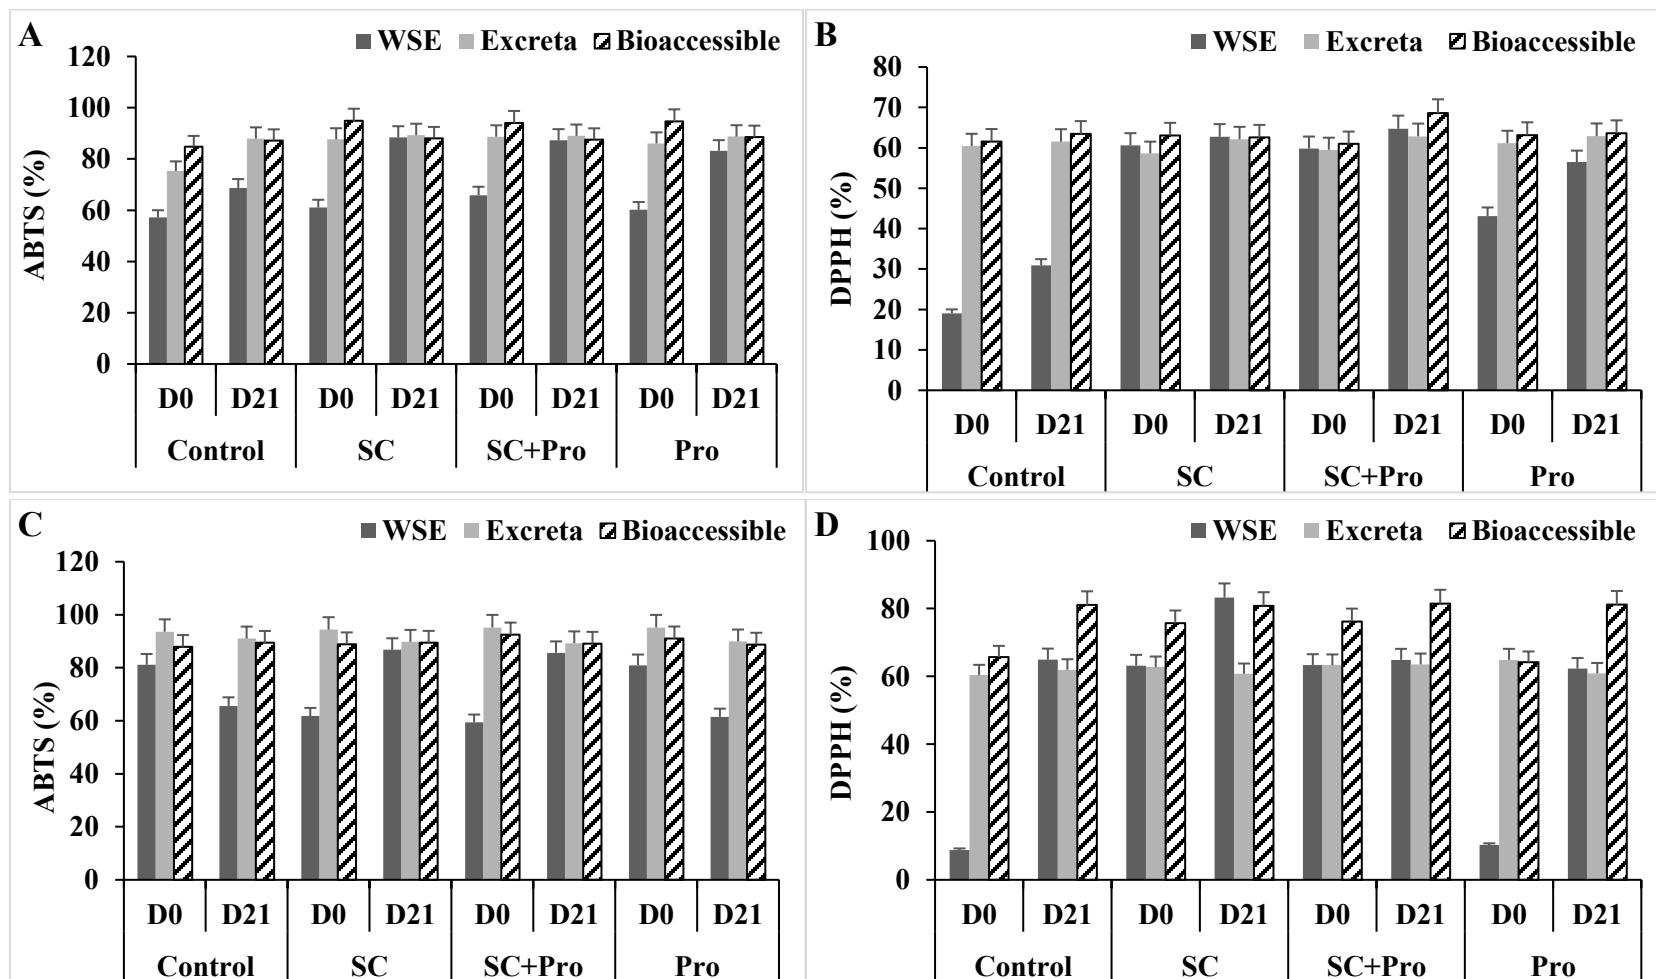 A
WSE Excreta Bioaccessible
120
100
80
60
40
20
0
ABTS (%)
D0 D21 D0 D21 D0 D21 D0 D21
Control SC SC+Pro Pro
B
WSE Excreta Bioaccessible
80
70
60
50
40
30
20
10
0
DPPH (%)
D0 D21 D0 D21 D0 D21 D0 D21
Control SC SC+Pro Pro
C
WSE Excreta Bioaccessible
120
100
80
60
40
20
0
ABTS (%)
D0 D21 D0 D21 D0 D21 D0 D21
Control SC SC+Pro Pro
D
WSE Excreta Bioaccessible
100
80
60
40
20
0
DPPH (%)
D0 D21 D0 D21 D0 D21 D0 D21
Control SC SC+Pro Pro